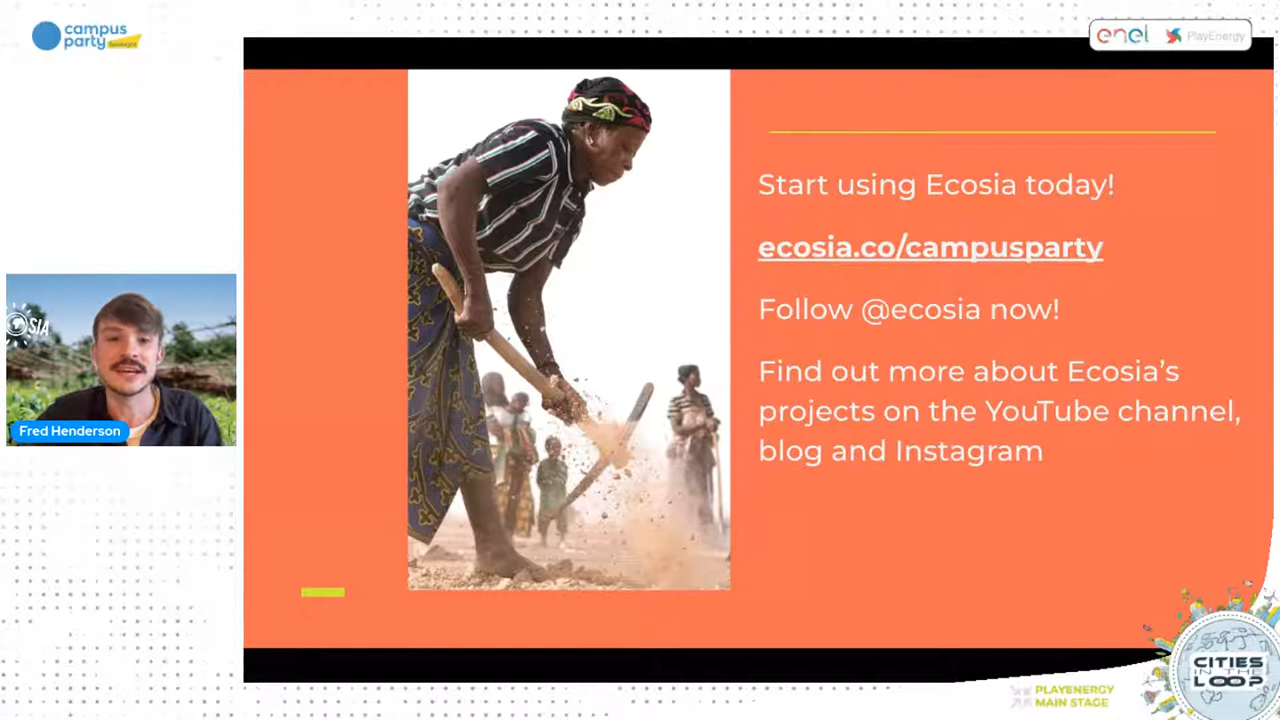 campus
party
enel
PlayEnergy
Start using Ecosia today!
ecosia.co/campusparty
Follow @ecosia now!
Find out more about Ecosia’s
projects on the YouTube channel,
blog and Instagram
SIA
Fred Henderson
CITIES
IN THE
LOOP
PLAYENERGY
MAIN STAGE